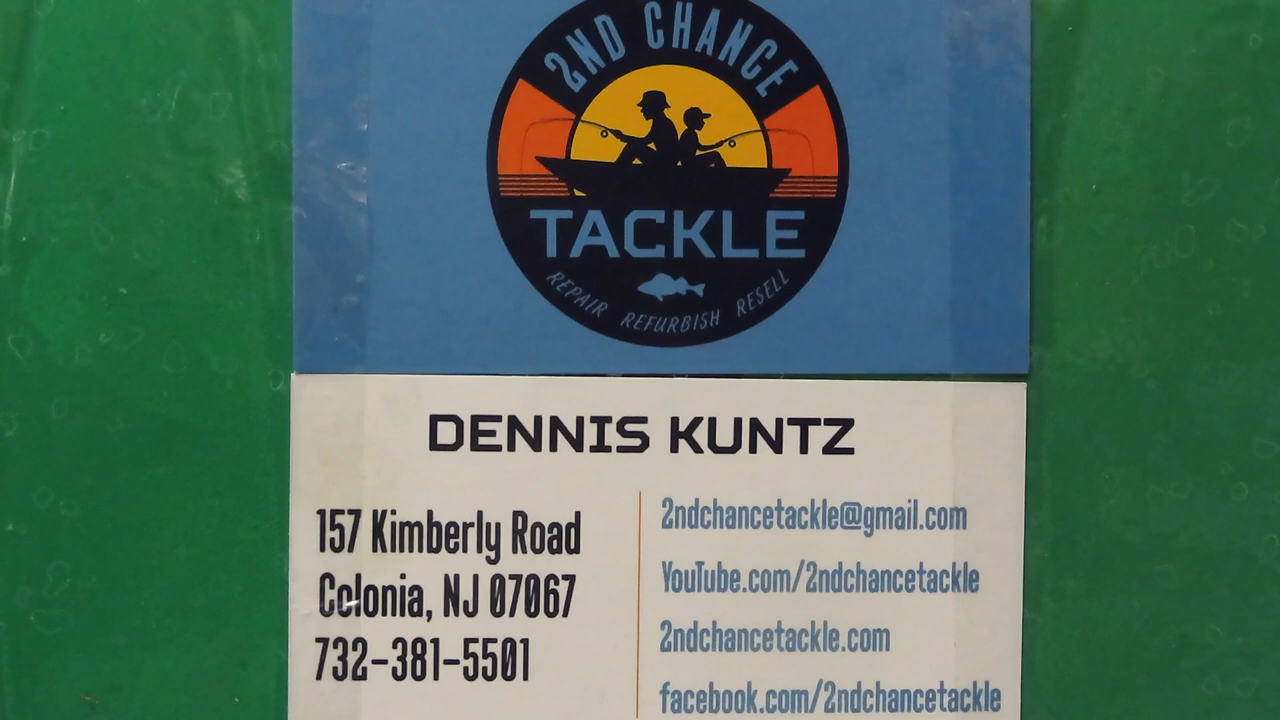 2ND CHANCE
TACKLE
REPAIR REFURBISH RESELL
DENNIS KUNTZ
157 Kimberly Road
Colonia, NJ 07067
732-381-5501
2ndchancetackle@gmail.com
YouTube.com/2ndchancetackle
2ndchancetackle.com
facebook.com/2ndchancetackle